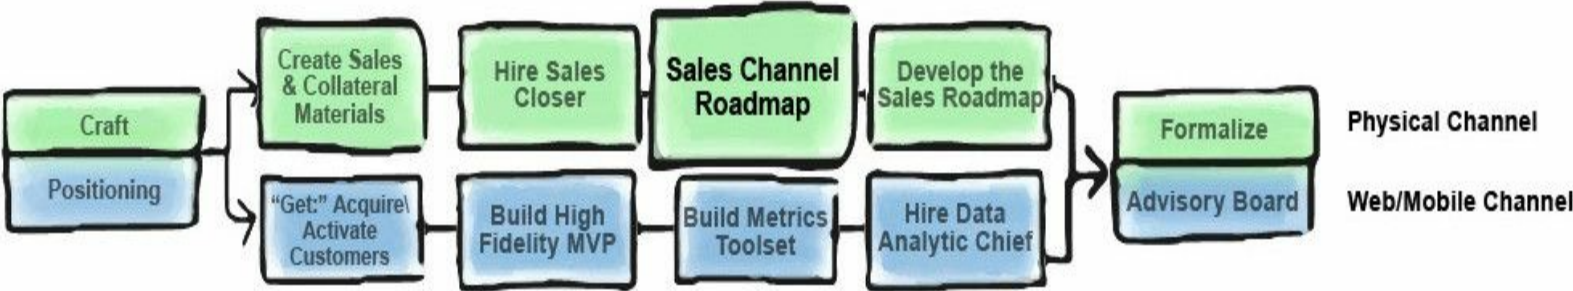 Craft
Positioning
Create Sales
& Collateral
Materials
Hire Sales
Closer
Sales Channel
Roadmap
Develop the
Sales Roadmap
"Get:" Acquire\
Activate
Customers
Build High
Fidelity MVP
Build Metrics
Toolset
Hire Data
Analytic Chief
Formalize
Advisory Board
Physical Channel
Web/Mobile Channel